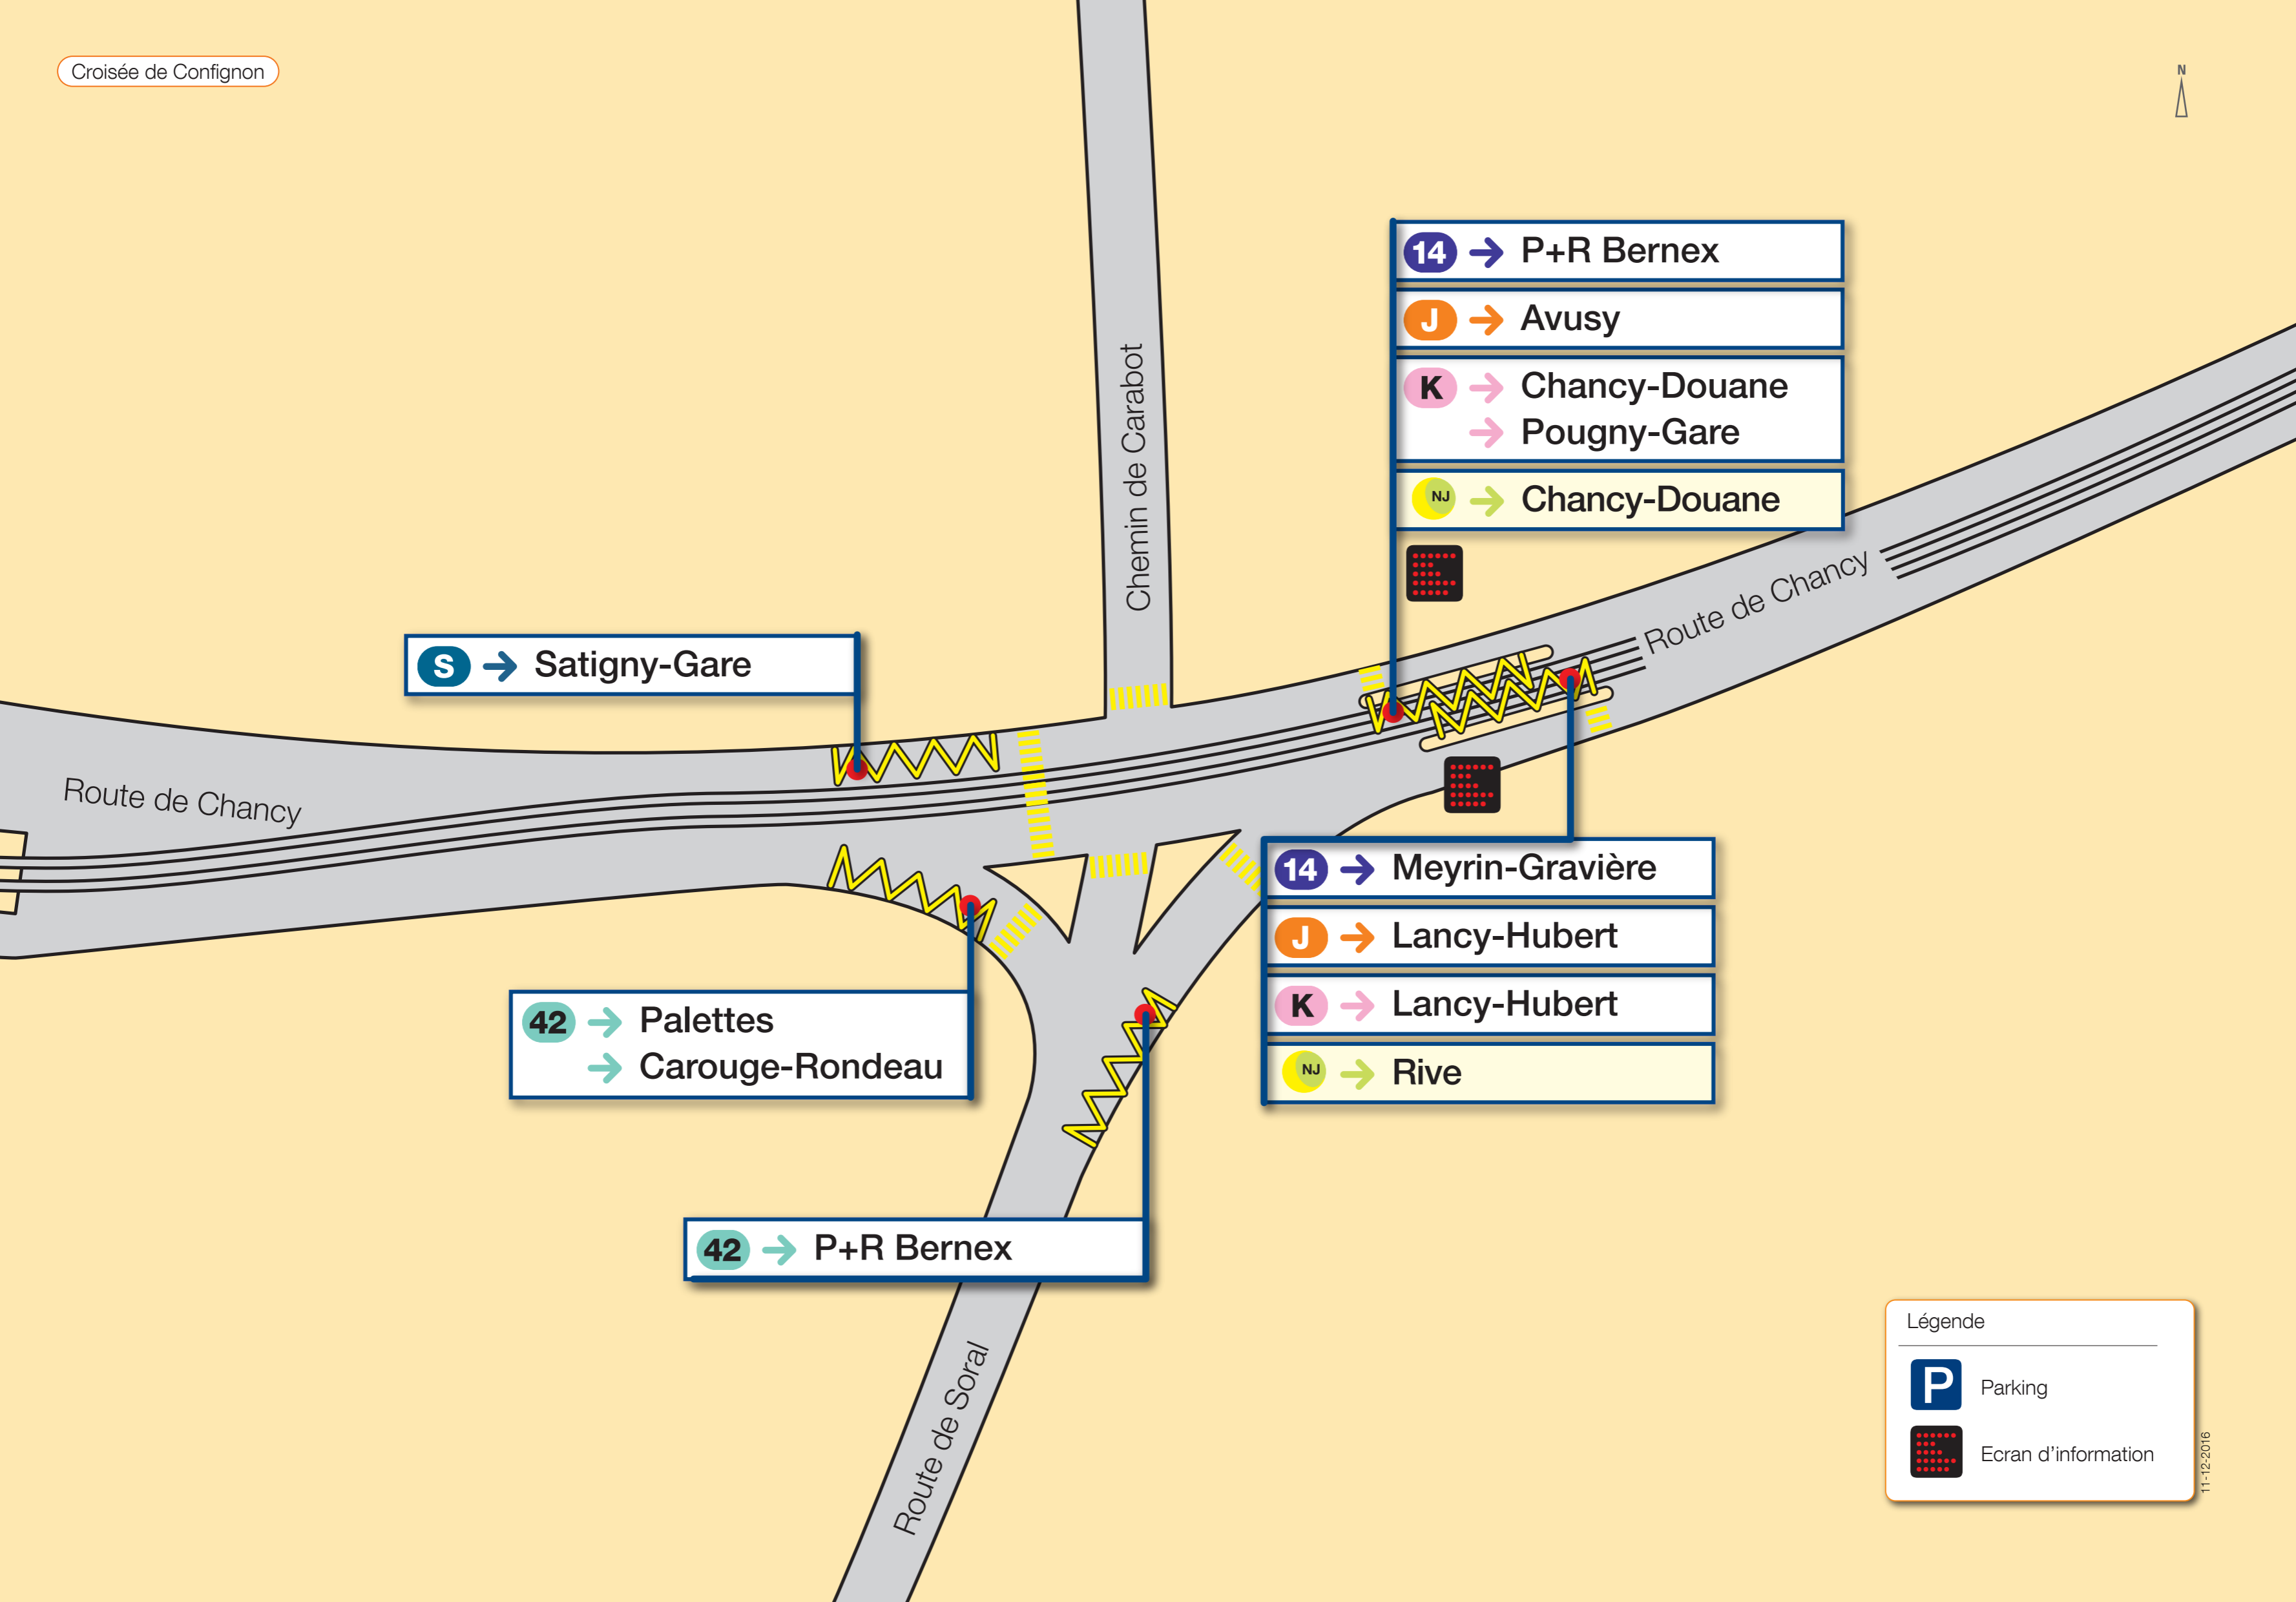 Croisée de Confignon
N
14 → P+R Bernex
J → Avusy
K → Chancy-Douane
→ Pougny-Gare
NJ → Chancy-Douane
Chemin de Carabot
Route de Chancy
S → Satigny-Gare
Route de Chancy
14 → Meyrin-Gravière
J → Lancy-Hubert
K → Lancy-Hubert
NJ → Rive
42 → Palettes
→ Carouge-Rondeau
42 → P+R Bernex
Route de Soral
Légende
P Parking
Ecran d'information
11-12-2016